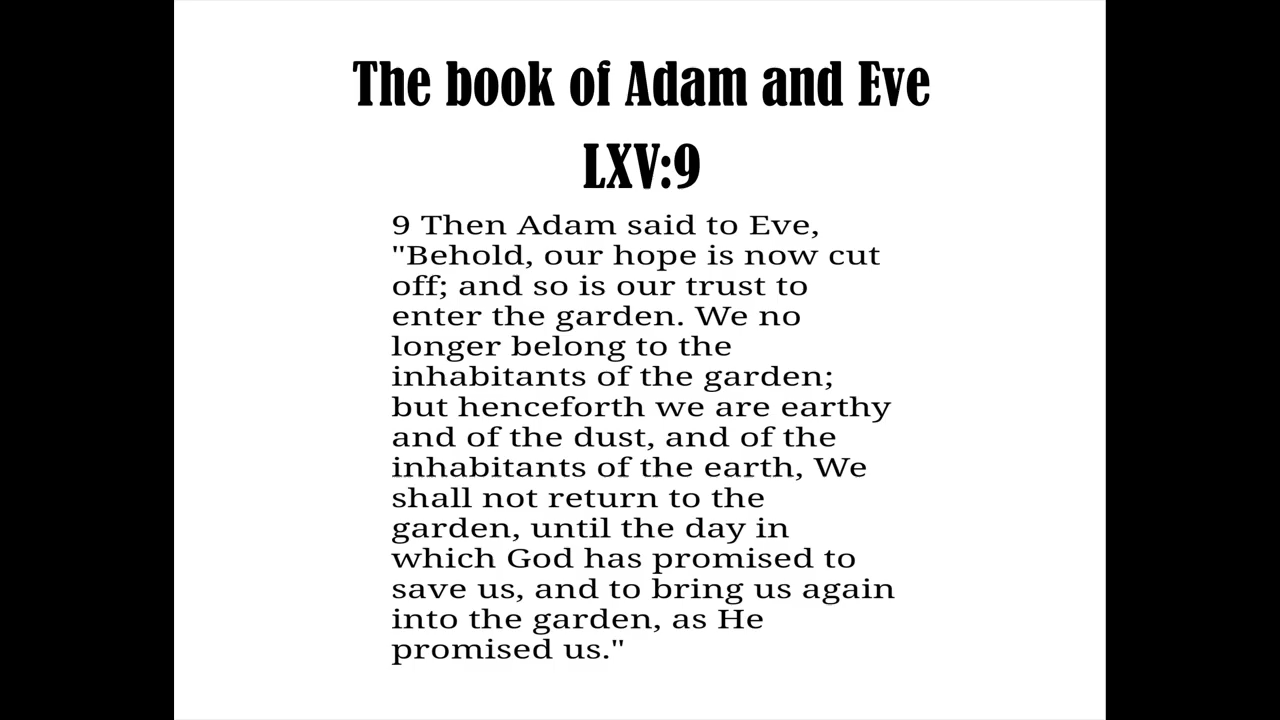 The book of Adam and Eve
LXV:9
9 Then Adam said to Eve,
"Behold, our hope is now cut
off; and so is our trust to
enter the garden. We no
longer belong to the
inhabitants of the garden;
but henceforth we are earthy
and of the dust, and of the
inhabitants of the earth, We
shall not return to the
garden, until the day in
which God has promised to
save us, and to bring us again
into the garden, as He
promised us."